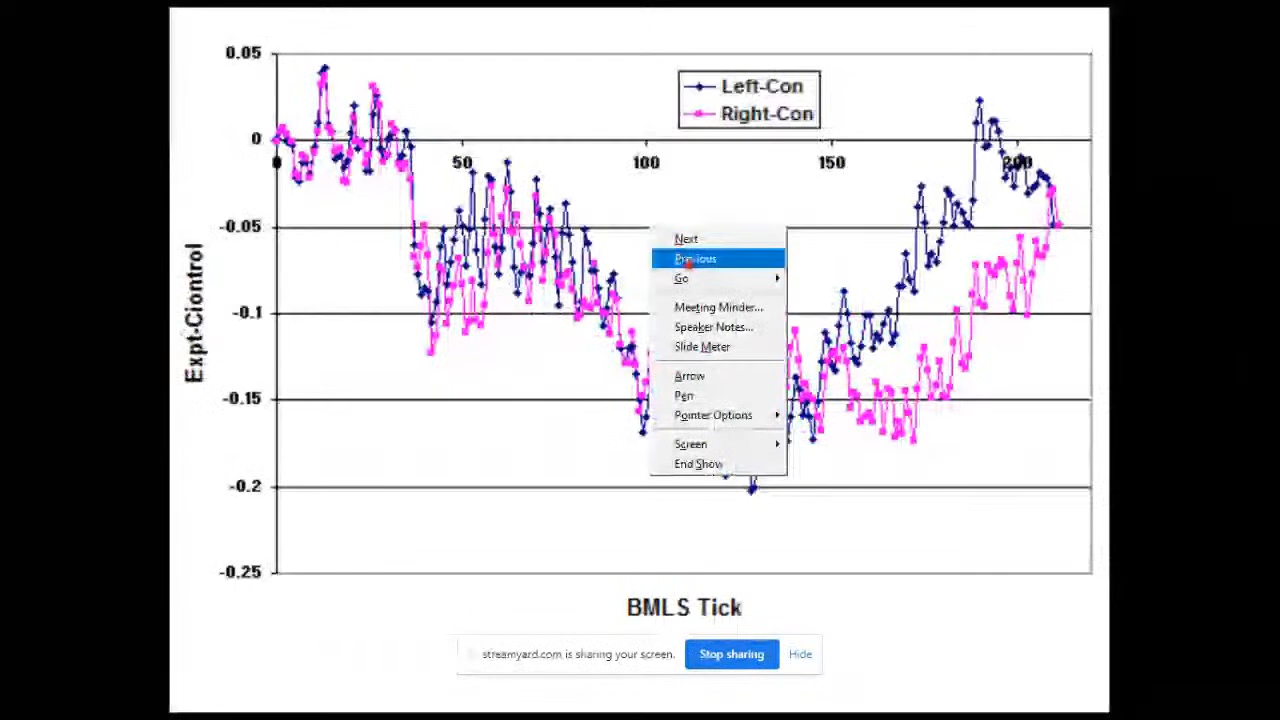 0.05
Left-Con
Right-Con
0
0 50 100 150 200
-0.05
Expt-Ciontrol
-0.1
-0.15
-0.2
-0.25
Next
Previous
Go
Meeting Minder...
Speaker Notes...
Slide Meter
Arrow
Pen
Pointer Options
Screen
End Show
BMLS Tick
streamyard.com is sharing your screen. Stop sharing Hide